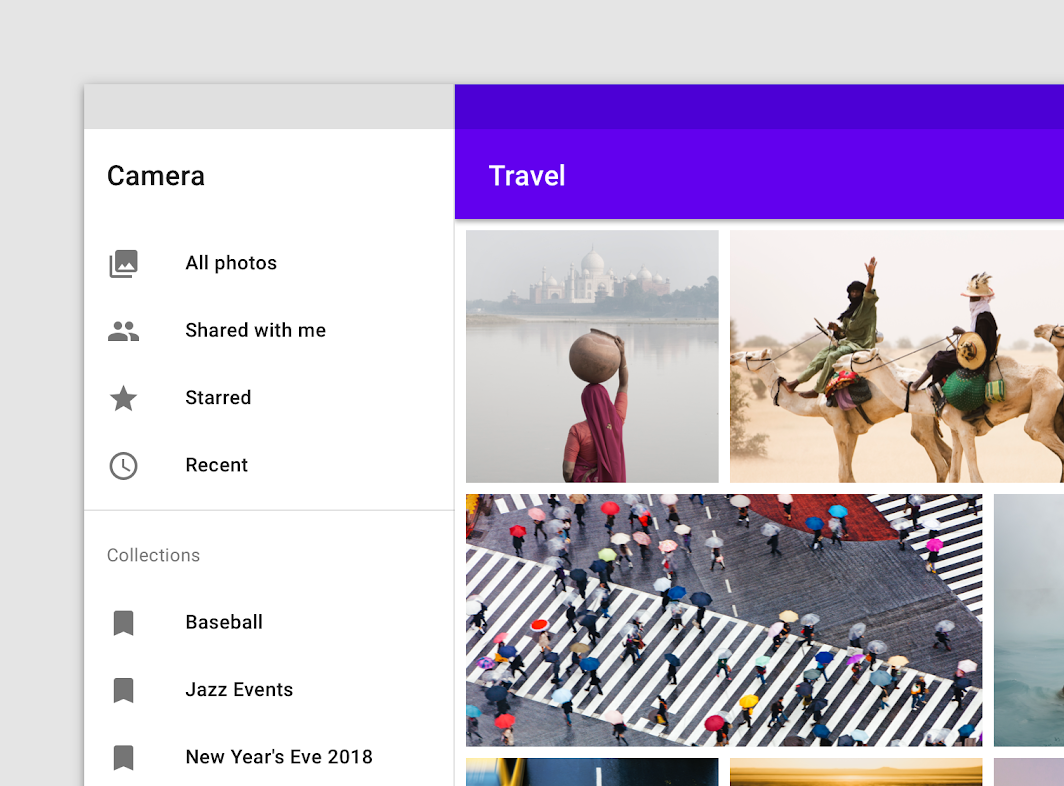 Camera
Travel
All photos
Shared with me
Starred
Recent
Collections
Baseball
Jazz Events
New Year's Eve 2018